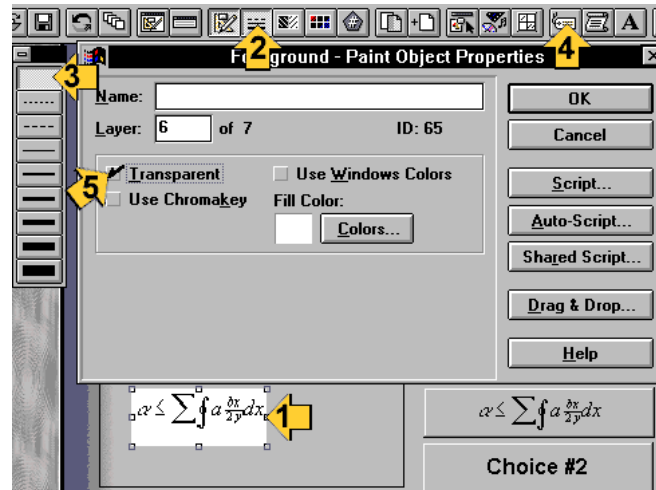 2
4
3
Foreground - Paint Object Properties
Name:
OK
Layer: 6 of 7 ID: 65
Cancel
5
Transparent Use Windows Colors
Script...
Use Chromakey Fill Color:
Colors...
Auto-Script...
Shared Script...
Drag & Drop...
Help
α ≤ ∑ ∮ a δx/2y dx
1
α ≤ ∑ ∮ a δx/2y dx
Choice #2